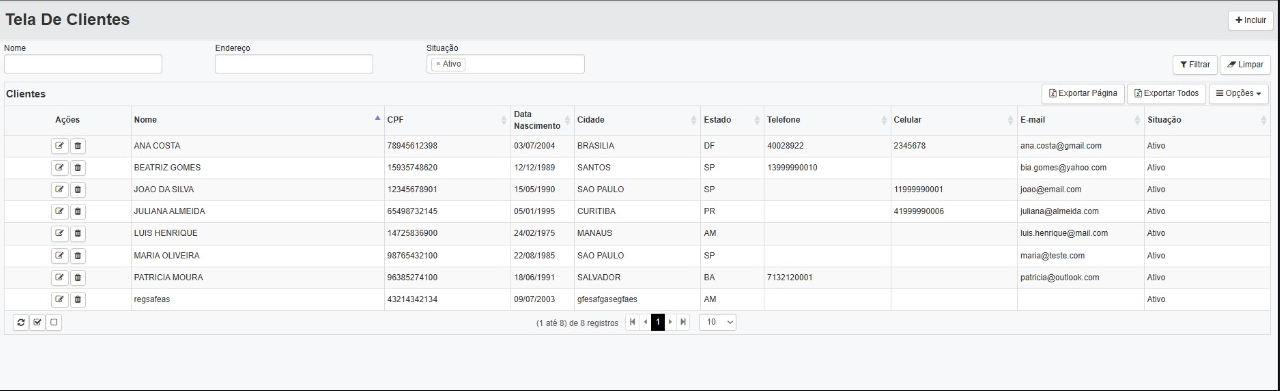 Tela De Clientes
+ Incluir
Nome Endereço Situação
× Ativo
Filtrar Limpar
Clientes Exportar Página Exportar Todos Opções
Ações Nome CPF Data Nascimento Cidade Estado Telefone Celular E-mail Situação
ANA COSTA 78945612398 03/07/2004 BRASILIA DF 40028922 2345678 ana.costa@gmail.com Ativo
BEATRIZ GOMES 15935748620 12/12/1989 SANTOS SP 13999990010 bia.gomes@yahoo.com Ativo
JOAO DA SILVA 12345678901 15/05/1990 SAO PAULO SP 11999990001 joao@email.com Ativo
JULIANA ALMEIDA 65498732145 05/01/1995 CURITIBA PR 41999990006 juliana@almeida.com Ativo
LUIS HENRIQUE 14725836900 24/02/1975 MANAUS AM luis.henrique@mail.com Ativo
MARIA OLIVEIRA 98765432100 22/08/1985 SAO PAULO SP maria@teste.com Ativo
PATRICIA MOURA 96385274100 18/06/1991 SALVADOR BA 7132120001 patricia@outlook.com Ativo
regsafeas 43214342134 09/07/2003 gfesafgasegfaes AM Ativo
(1 até 8) de 8 registros 1 10